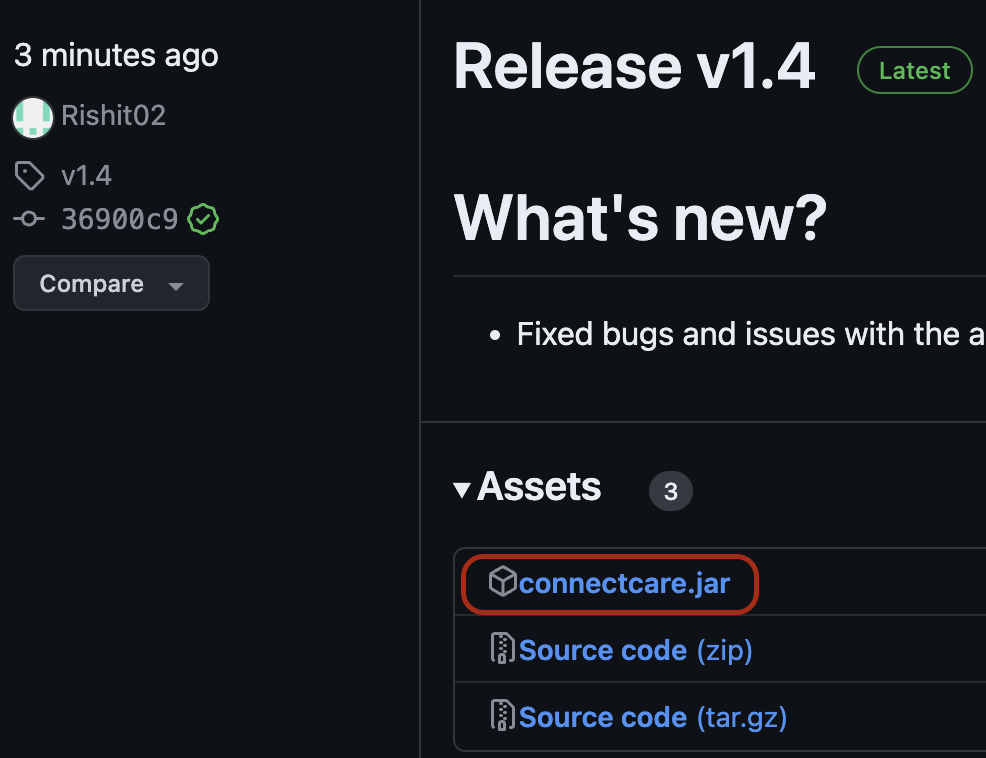 3 minutes ago
Rishit02
v1.4
36900c9
Compare
Release v1.4
Latest
What's new?
Fixed bugs and issues with the a
Assets
3
connectcare.jar
Source code (zip)
Source code (tar.gz)